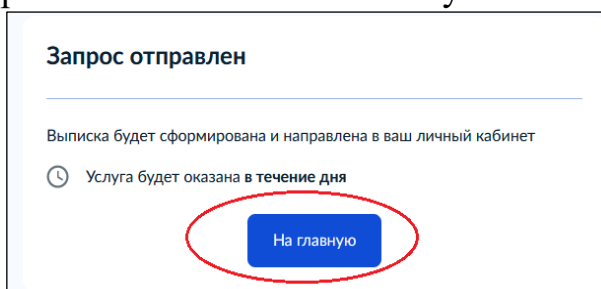 Запрос отправлен
Выписка будет сформирована и направлена в ваш личный кабинет
Услуга будет оказана в течение дня
На главную